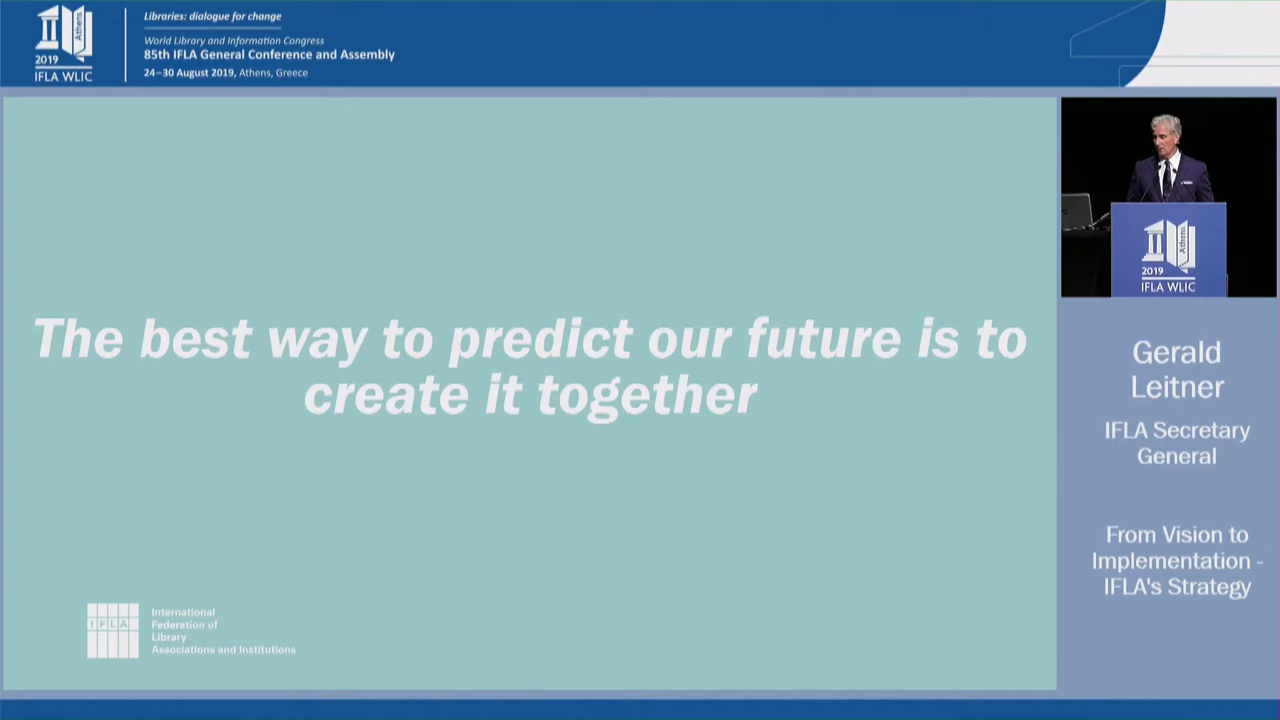 Athens
2019
IFLA WLIC
Libraries: dialogue for change
World Library and Information Congress
85th IFLA General Conference and Assembly
24–30 August 2019, Athens, Greece
The best way to predict our future is to
create it together
IFLA
International
Federation of
Library
Associations and Institutions
Athens
2019
IFLA WLIC
Gerald
Leitner
IFLA Secretary
General
From Vision to
Implementation -
IFLA's Strategy